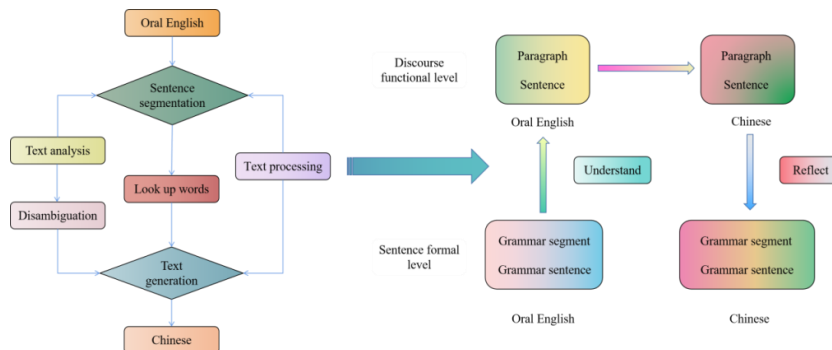 Oral English
Sentence
segmentation
Text analysis
Text processing
Look up words
Disambiguation
Text
generation
Chinese
Discourse
functional level
Paragraph
Sentence
Oral English
Paragraph
Sentence
Chinese
Understand
Reflect
Sentence formal
level
Grammar segment
Grammar sentence
Oral English
Grammar segment
Grammar sentence
Chinese